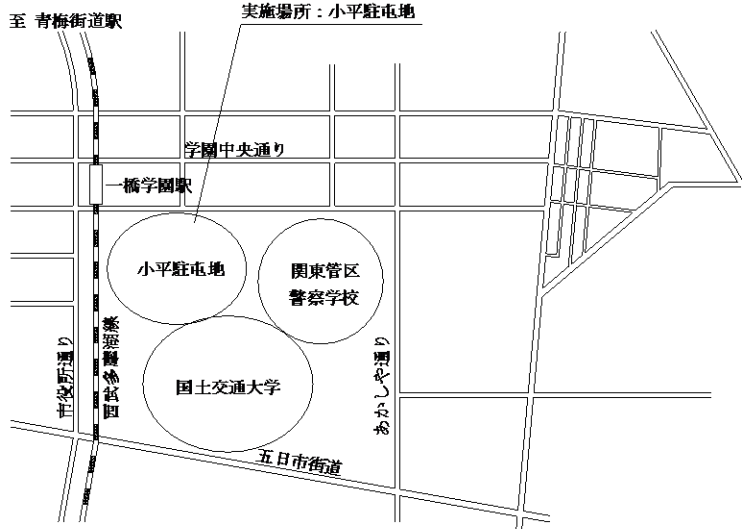 実施場所：小平駐屯地
至 青梅街道駅
学園中央通り
一橋学園駅
小平駐屯地
関東管区
警察学校
市役所通り
西武多摩湖線
国土交通大学
あかしや通り
五日市街道